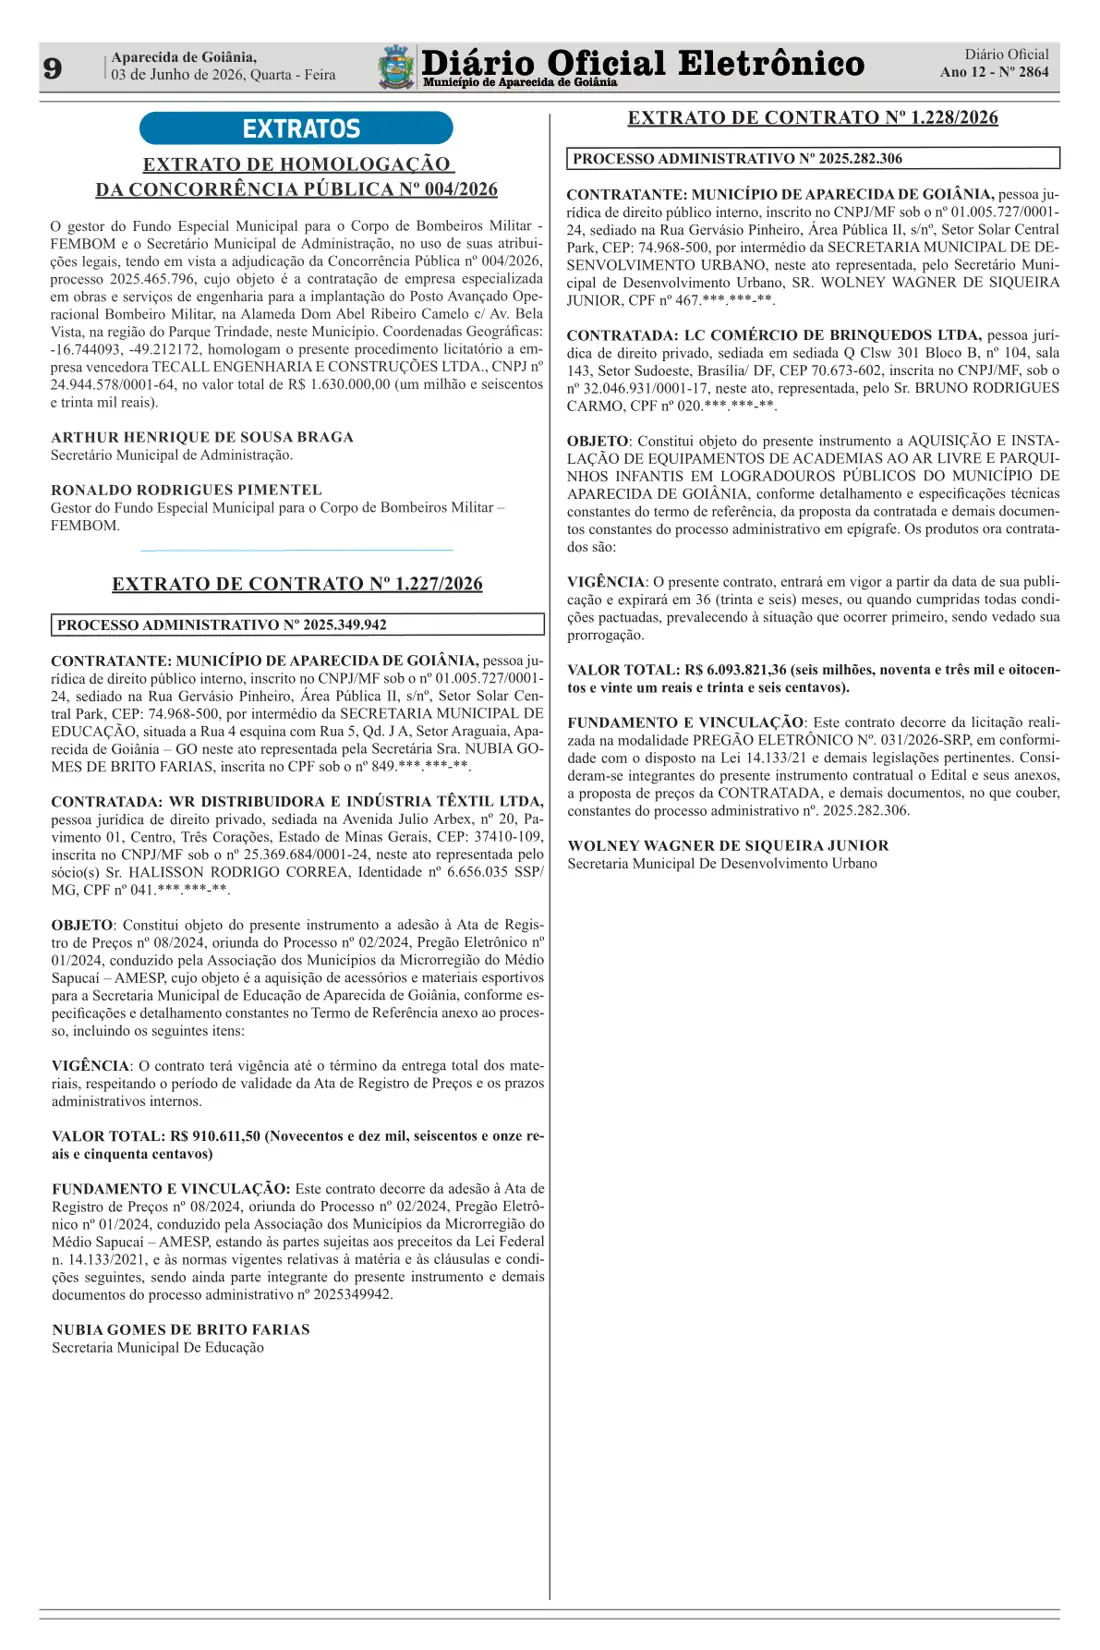 9
Aparecida de Goiânia,
03 de Junho de 2026, Quarta - Feira
Diário Oficial Eletrônico
Município de Aparecida de Goiânia
Diário Oficial
Ano 12 - Nº 2864
EXTRATOS
EXTRATO DE HOMOLOGAÇÃO
DA CONCORRÊNCIA PÚBLICA Nº 004/2026
O gestor do Fundo Especial Municipal para o Corpo de Bombeiros Militar -
FEMBOM e o Secretário Municipal de Administração, no uso de suas atribui-
ções legais, tendo em vista a adjudicação da Concorrência Pública nº 004/2026,
processo 2025.465.796, cujo objeto é a contratação de empresa especializada
em obras e serviços de engenharia para a implantação do Posto Avançado Ope-
racional Bombeiro Militar, na Alameda Dom Abel Ribeiro Camelo c/ Av. Bela
Vista, na região do Parque Trindade, neste Município. Coordenadas Geográficas:
-16.744093, -49.212172, homologam o presente procedimento licitatório a em-
presa vencedora TECALL ENGENHARIA E CONSTRUÇÕES LTDA., CNPJ nº
24.944.578/0001-64, no valor total de R$ 1.630.000,00 (um milhão e seiscentos
e trinta mil reais).
ARTHUR HENRIQUE DE SOUSA BRAGA
Secretário Municipal de Administração.
RONALDO RODRIGUES PIMENTEL
Gestor do Fundo Especial Municipal para o Corpo de Bombeiros Militar –
FEMBOM.
EXTRATO DE CONTRATO Nº 1.227/2026
PROCESSO ADMINISTRATIVO Nº 2025.349.942
CONTRATANTE: MUNICÍPIO DE APARECIDA DE GOIÂNIA, pessoa ju-
rídica de direito público interno, inscrito no CNPJ/MF sob o nº 01.005.727/0001-
24, sediado na Rua Gervásio Pinheiro, Área Pública II, s/nº, Setor Solar Cen-
tral Park, CEP: 74.968-500, por intermédio da SECRETARIA MUNICIPAL DE
EDUCAÇÃO, situada a Rua 4 esquina com Rua 5, Qd. J A, Setor Araguaia, Apa-
recida de Goiânia – GO neste ato representada pela Secretária Sra. NUBIA GO-
MES DE BRITO FARIAS, inscrita no CPF sob o nº 849.***.***-**.
CONTRATADA: WR DISTRIBUIDORA E INDÚSTRIA TÊXTIL LTDA,
pessoa jurídica de direito privado, sediada na Avenida Julio Arbex, nº 20, Pa-
vimento 01, Centro, Três Corações, Estado de Minas Gerais, CEP: 37410-109,
inscrita no CNPJ/MF sob o nº 25.369.684/0001-24, neste ato representada pelo
sócio(s) Sr. HALISSON RODRIGO CORREA, Identidade nº 6.656.035 SSP/
MG, CPF nº 041.***.***-**.
OBJETO: Constitui objeto do presente instrumento a adesão à Ata de Regis-
tro de Preços nº 08/2024, oriunda do Processo nº 02/2024, Pregão Eletrônico nº
01/2024, conduzido pela Associação dos Municípios da Microrregião do Médio
Sapucaí – AMESP, cujo objeto é a aquisição de acessórios e materiais esportivos
para a Secretaria Municipal de Educação de Aparecida de Goiânia, conforme es-
pecificações e detalhamento constantes no Termo de Referência anexo ao proces-
so, incluindo os seguintes itens:
VIGÊNCIA: O contrato terá vigência até o término da entrega total dos mate-
riais, respeitando o período de validade da Ata de Registro de Preços e os prazos
administrativos internos.
VALOR TOTAL: R$ 910.611,50 (Novecentos e dez mil, seiscentos e onze re-
ais e cinquenta centavos)
FUNDAMENTO E VINCULAÇÃO: Este contrato decorre da adesão à Ata de
Registro de Preços nº 08/2024, oriunda do Processo nº 02/2024, Pregão Eletrô-
nico nº 01/2024, conduzido pela Associação dos Municípios da Microrregião do
Médio Sapucaí – AMESP, estando às partes sujeitas aos preceitos da Lei Federal
n. 14.133/2021, e às normas vigentes relativas à matéria e às cláusulas e condi-
ções seguintes, sendo ainda parte integrante do presente instrumento e demais
documentos do processo administrativo nº 2025349942.
NUBIA GOMES DE BRITO FARIAS
Secretaria Municipal De Educação
EXTRATO DE CONTRATO Nº 1.228/2026
PROCESSO ADMINISTRATIVO Nº 2025.282.306
CONTRATANTE: MUNICÍPIO DE APARECIDA DE GOIÂNIA, pessoa ju-
rídica de direito público interno, inscrito no CNPJ/MF sob o nº 01.005.727/0001-
24, sediado na Rua Gervásio Pinheiro, Área Pública II, s/nº, Setor Solar Central
Park, CEP: 74.968-500, por intermédio da SECRETARIA MUNICIPAL DE DE-
SENVOLVIMENTO URBANO, neste ato representada, pelo Secretário Muni-
cipal de Desenvolvimento Urbano, SR. WOLNEY WAGNER DE SIQUEIRA
JUNIOR, CPF nº 467.***.***-**.
CONTRATADA: LC COMÉRCIO DE BRINQUEDOS LTDA, pessoa jurí-
dica de direito privado, sediada em sediada Q Clsw 301 Bloco B, nº 104, sala
143, Setor Sudoeste, Brasília/ DF, CEP 70.673-602, inscrita no CNPJ/MF, sob o
nº 32.046.931/0001-17, neste ato, representada, pelo Sr. BRUNO RODRIGUES
CARMO, CPF nº 020.***.***-**.
OBJETO: Constitui objeto do presente instrumento a AQUISIÇÃO E INSTA-
LAÇÃO DE EQUIPAMENTOS DE ACADEMIAS AO AR LIVRE E PARQUI-
NHOS INFANTIS EM LOGRADOUROS PÚBLICOS DO MUNICÍPIO DE
APARECIDA DE GOIÂNIA, conforme detalhamento e especificações técnicas
constantes do termo de referência, da proposta da contratada e demais documen-
tos constantes do processo administrativo em epígrafe. Os produtos ora contrata-
dos são:
VIGÊNCIA: O presente contrato, entrará em vigor a partir da data de sua publi-
cação e expirará em 36 (trinta e seis) meses, ou quando cumpridas todas condi-
ções pactuadas, prevalecendo à situação que ocorrer primeiro, sendo vedado sua
prorrogação.
VALOR TOTAL: R$ 6.093.821,36 (seis milhões, noventa e três mil e oitocen-
tos e vinte um reais e trinta e seis centavos).
FUNDAMENTO E VINCULAÇÃO: Este contrato decorre da licitação reali-
zada na modalidade PREGÃO ELETRÔNICO Nº. 031/2026-SRP, em conformi-
dade com o disposto na Lei 14.133/21 e demais legislações pertinentes. Consi-
deram-se integrantes do presente instrumento contratual o Edital e seus anexos,
a proposta de preços da CONTRATADA, e demais documentos, no que couber,
constantes do processo administrativo nº. 2025.282.306.
WOLNEY WAGNER DE SIQUEIRA JUNIOR
Secretaria Municipal De Desenvolvimento Urbano